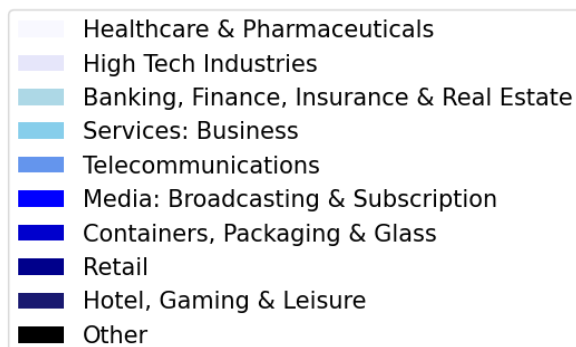 Healthcare & Pharmaceuticals
High Tech Industries
Banking, Finance, Insurance & Real Estate
Services: Business
Telecommunications
Media: Broadcasting & Subscription
Containers, Packaging & Glass
Retail
Hotel, Gaming & Leisure
Other